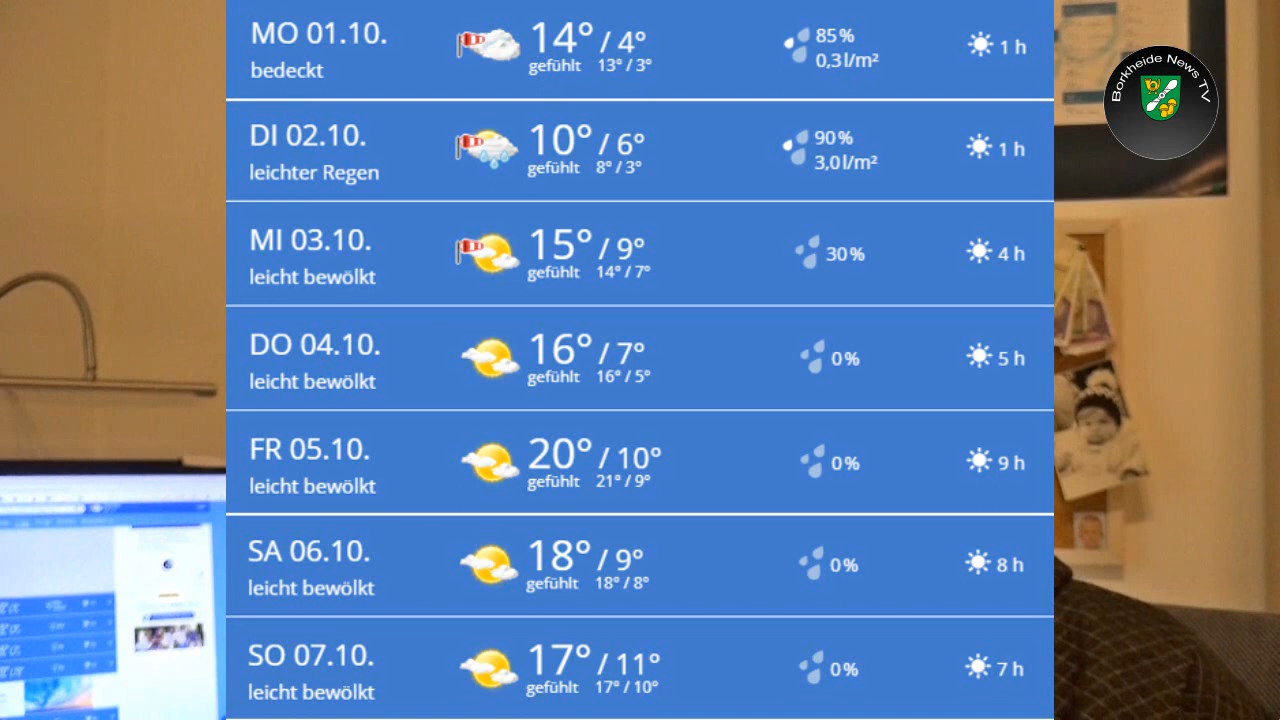 MO 01.10.
bedeckt
14° / 4°
gefühlt 13° / 3°
85%
0,3 l/m²
1 h
Borkheide News TV
DI 02.10.
leichter Regen
10° / 6°
gefühlt 8° / 3°
90%
3,0 l/m²
1 h
MI 03.10.
leicht bewölkt
15° / 9°
gefühlt 14° / 7°
30%
4 h
DO 04.10.
leicht bewölkt
16° / 7°
gefühlt 16° / 5°
0%
5 h
FR 05.10.
leicht bewölkt
20° / 10°
gefühlt 21° / 9°
0%
9 h
SA 06.10.
leicht bewölkt
18° / 9°
gefühlt 18° / 8°
0%
8 h
SO 07.10.
leicht bewölkt
17° / 11°
gefühlt 17° / 10°
0%
7 h